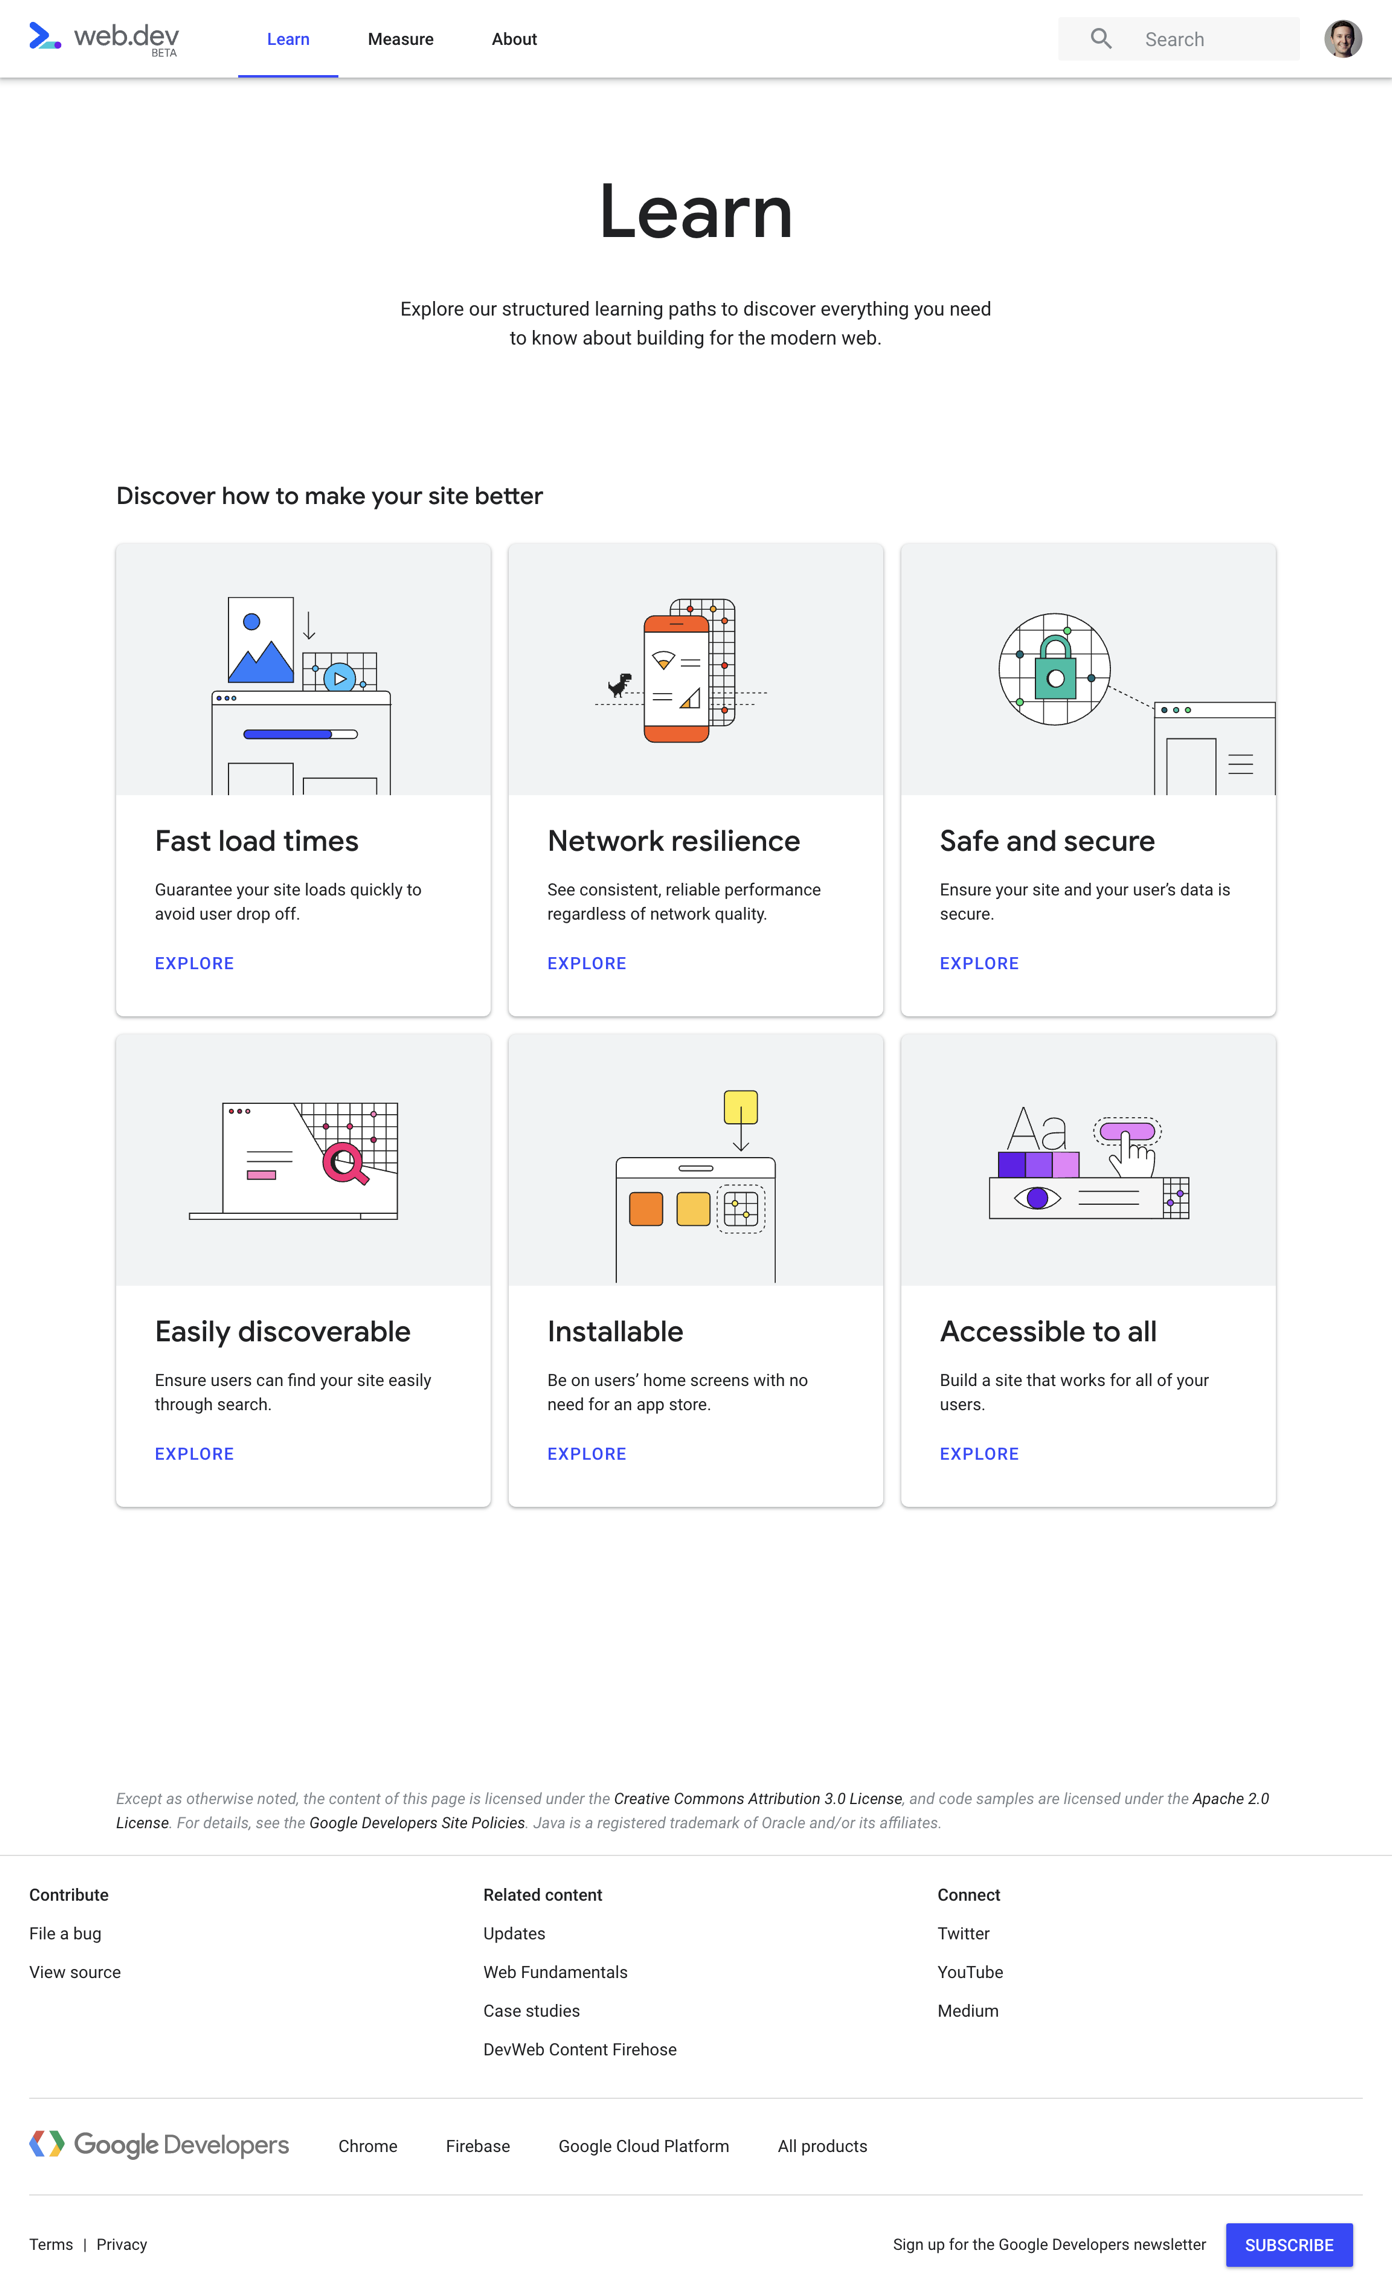 web.dev
BETA
Learn
Measure
About
Search
Learn
Explore our structured learning paths to discover everything you need
to know about building for the modern web.
Discover how to make your site better
Fast load times
Guarantee your site loads quickly to
avoid user drop off.
EXPLORE
Network resilience
See consistent, reliable performance
regardless of network quality.
EXPLORE
Safe and secure
Ensure your site and your user’s data is
secure.
EXPLORE
Easily discoverable
Ensure users can find your site easily
through search.
EXPLORE
Installable
Be on users’ home screens with no
need for an app store.
EXPLORE
Aa
Accessible to all
Build a site that works for all of your
users.
EXPLORE
Except as otherwise noted, the content of this page is licensed under the Creative Commons Attribution 3.0 License, and code samples are licensed under the Apache 2.0
License. For details, see the Google Developers Site Policies. Java is a registered trademark of Oracle and/or its affiliates.
Contribute
File a bug
View source
Related content
Updates
Web Fundamentals
Case studies
DevWeb Content Firehose
Connect
Twitter
YouTube
Medium
Google Developers
Chrome
Firebase
Google Cloud Platform
All products
Terms | Privacy
Sign up for the Google Developers newsletter
SUBSCRIBE